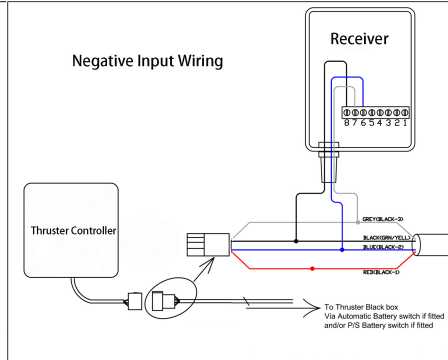 Negative Input Wiring
Receiver
8 7 6 5 4 3 2 1
GREY(BLACK-3)
BLACK(GRN/YELL)
BLUE(BLACK-2)
RED(BLACK-1)
Thruster Controller
To Thruster Black box
Via Automatic Battery switch if fitted
and/or P/S Battery switch if fitted